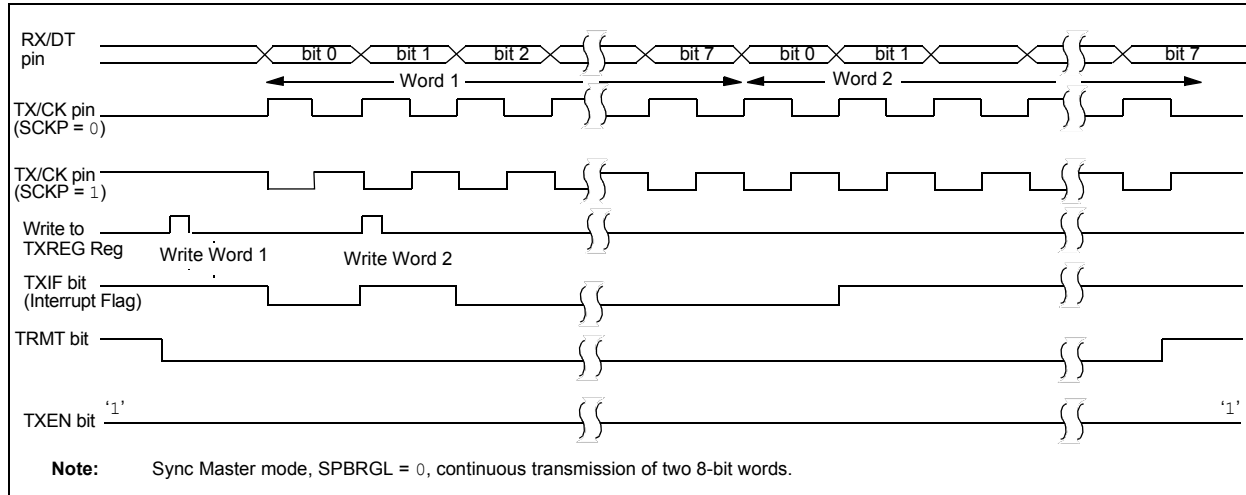 RX/DT
pin
bit 0 bit 1 bit 2 bit 7 bit 0 bit 1 bit 7
Word 1 Word 2
TX/CK pin
(SCKP = 0)
TX/CK pin
(SCKP = 1)
Write to
TXREG Reg
Write Word 1 Write Word 2
TXIF bit
(Interrupt Flag)
TRMT bit
TXEN bit ‘1’ ‘1’
Note: Sync Master mode, SPBRGL = 0, continuous transmission of two 8-bit words.